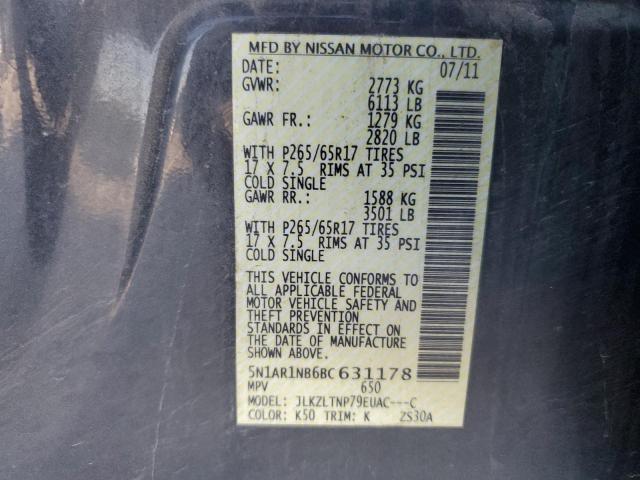 MFD BY NISSAN MOTOR CO., LTD.
DATE: 07/11
GVWR: 2773 KG
6113 LB
GAWR FR.: 1279 KG
2820 LB
WITH P265/65R17 TIRES
17 X 7.5 RIMS AT 35 PSI
COLD SINGLE
GAWR RR.: 1588 KG
3501 LB
WITH P265/65R17 TIRES
17 X 7.5 RIMS AT 35 PSI
COLD SINGLE
THIS VEHICLE CONFORMS TO
ALL APPLICABLE FEDERAL
MOTOR VEHICLE SAFETY AND
THEFT PREVENTION
STANDARDS IN EFFECT ON
THE DATE OF MANUFACTURE
SHOWN ABOVE.
5N1AR1NB6BC631178
MPV 650
MODEL: JLKZLTNP79EUAC---C
COLOR: K50 TRIM: K ZS30A